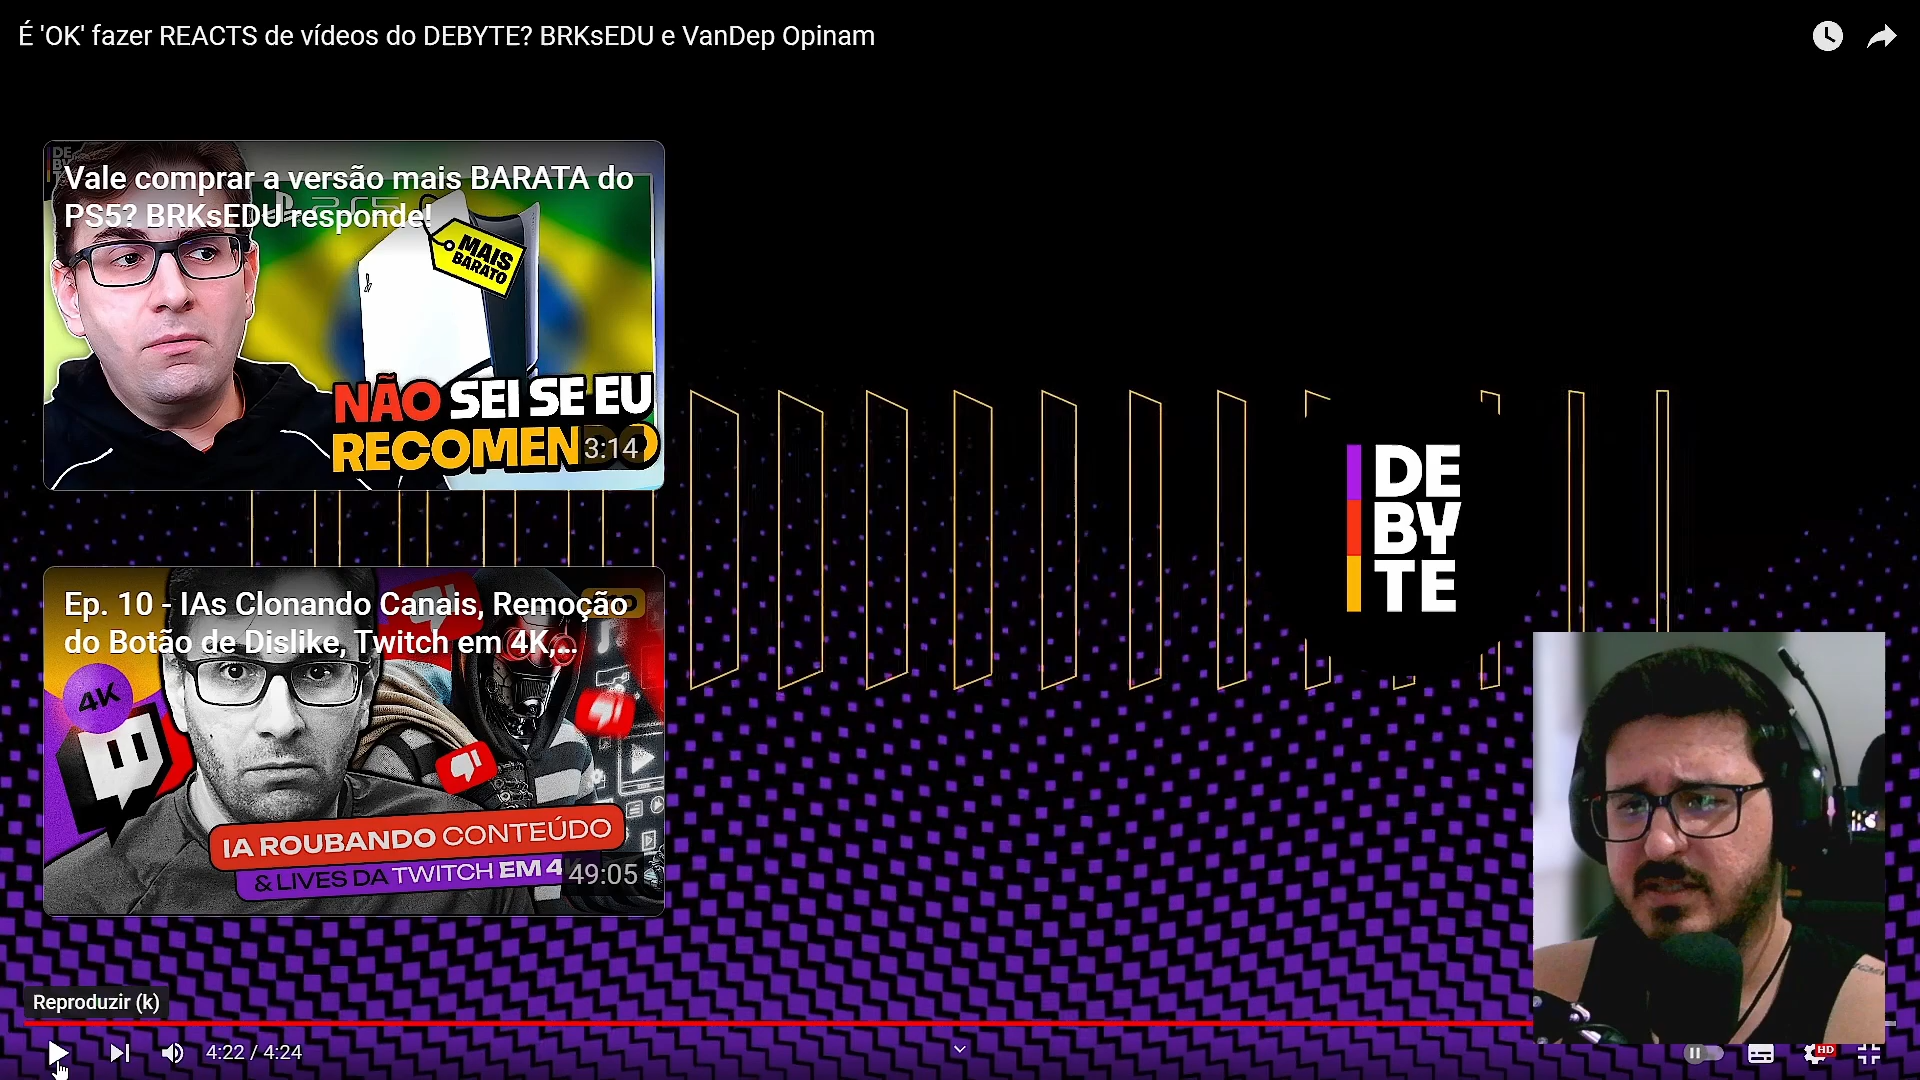 É 'OK' fazer REACTS de vídeos do DEBYTE? BRKsEDU e VanDep Opinam
Vale comprar a versão mais BARATA do
PS5? BRKsEDU responde!
MAIS
BARATO
NÃO SEI SE EU
RECOMEN
3:14
DE
BY
TE
Ep. 10 - IAs Clonando Canais, Remoção
do Botão de Dislike, Twitch em 4K,...
4K
IA ROUBANDO CONTEÚDO
& LIVES DA TWITCH EM 4
49:05
Reproduzir (k)
4:22 / 4:24
HD